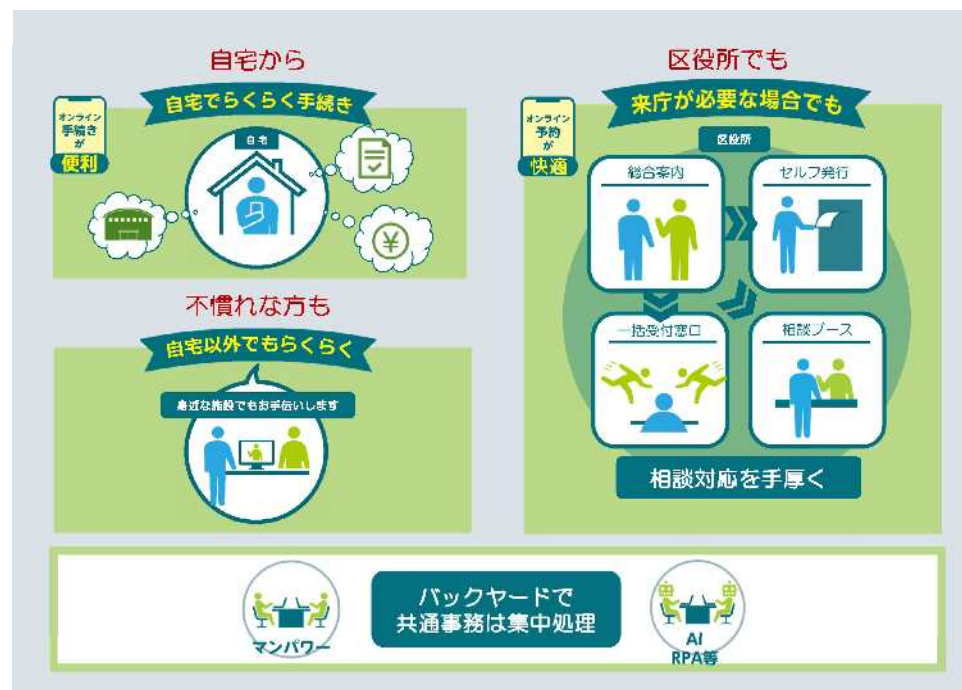 自宅から
自宅でらくらく手続き
オンライン
手続き
が
便利
自宅
¥
不慣れな方も
自宅以外でもらくらく
身近な施設でもお手伝いします
区役所でも
来庁が必要な場合でも
オンライン
予約
が
快適
区役所
総合案内
セルフ発行
一括受付窓口
相談ブース
相談対応を手厚く
マンパワー
バックヤードで
共通事務は集中処理
AI
RPA等